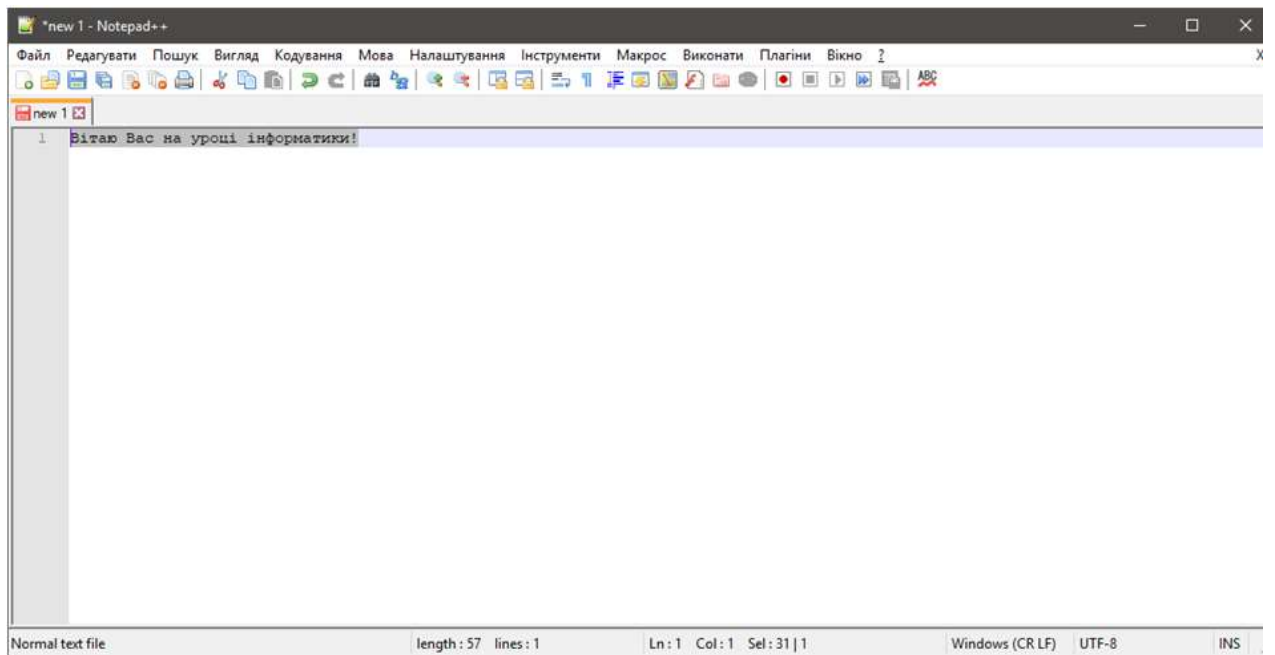 *new 1 - Notepad++
Файл Редагувати Пошук Вигляд Кодування Мова Налаштування Інструменти Макрос Виконати Плагіни Вікно ? X
ABC
new 1
1 Вітаю Вас на уроці інформатики!
Normal text file length : 57 lines : 1 Ln : 1 Col : 1 Sel : 31 | 1 Windows (CR LF) UTF-8 INS